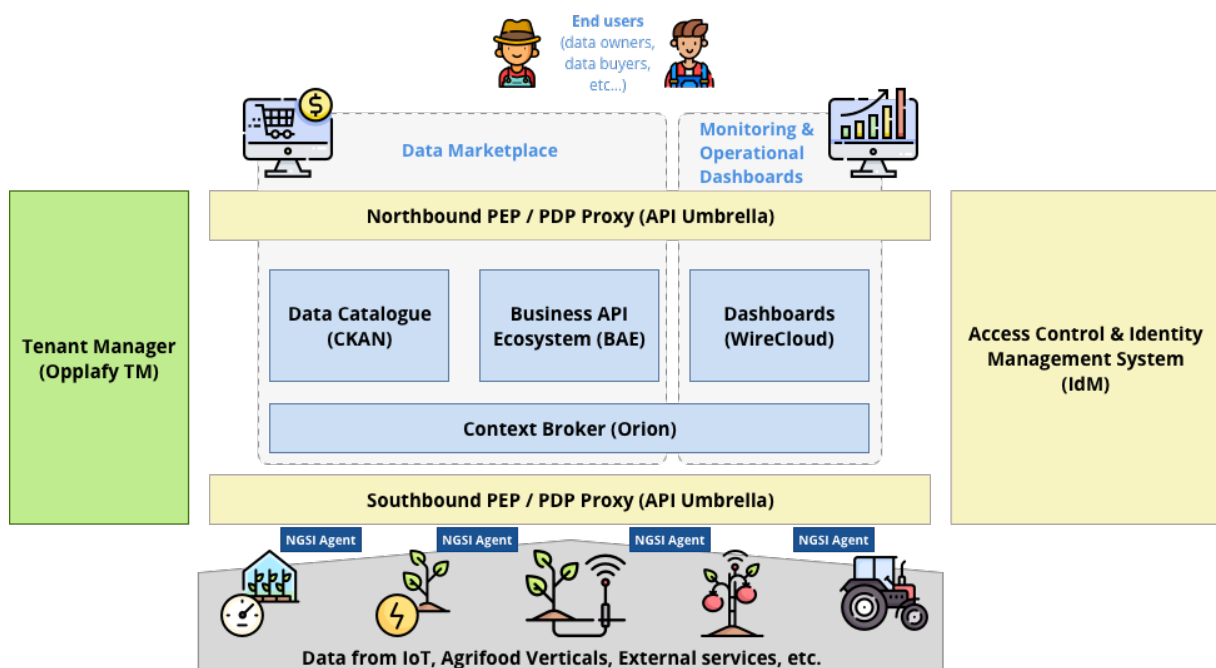 End users
(data owners,
data buyers,
etc...)
$
Data Marketplace
Monitoring &
Operational
Dashboards
Northbound PEP / PDP Proxy (API Umbrella)
Tenant Manager
(Opplafy TM)
Data Catalogue
(CKAN)
Business API
Ecosystem (BAE)
Dashboards
(WireCloud)
Access Control & Identity
Management System
(IdM)
Context Broker (Orion)
Southbound PEP / PDP Proxy (API Umbrella)
NGSI Agent
NGSI Agent
NGSI Agent
NGSI Agent
Data from IoT, Agrifood Verticals, External services, etc.